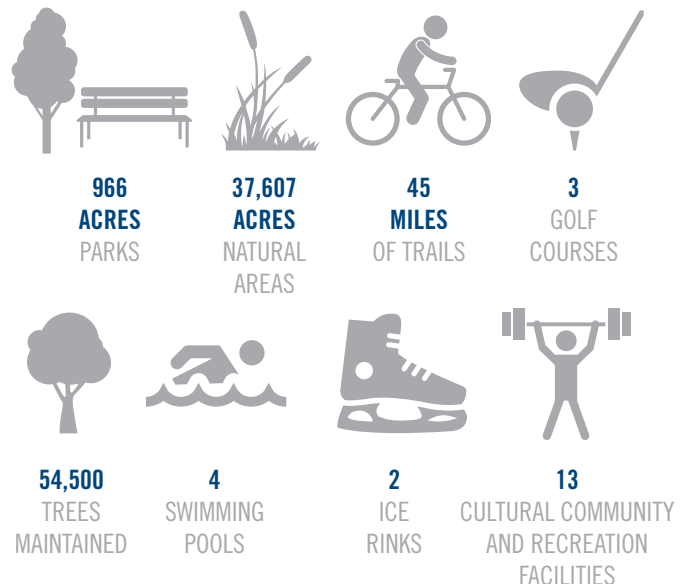 966
ACRES
PARKS
37,607
ACRES
NATURAL
AREAS
45
MILES
OF TRAILS
3
GOLF
COURSES
54,500
TREES
MAINTAINED
4
SWIMMING
POOLS
2
ICE
RINKS
13
CULTURAL COMMUNITY
AND RECREATION
FACILITIES